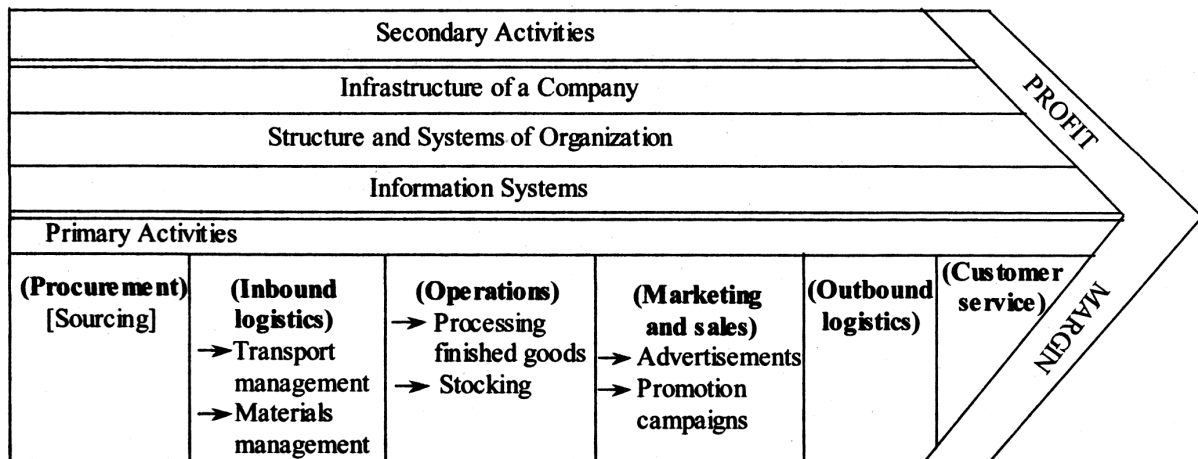 Secondary Activities
Infrastructure of a Company
Structure and Systems of Organization
Information Systems
PROFIT
Primary Activities
(Procurement)
[Sourcing]
(Inbound
logistics)
→Transport
management
→Materials
management
(Operations)
→Processing
finished goods
→Stocking
(Marketing
and sales)
→Advertisements
→Promotion
campaigns
(Outbound
logistics)
(Customer
service)
MARGIN